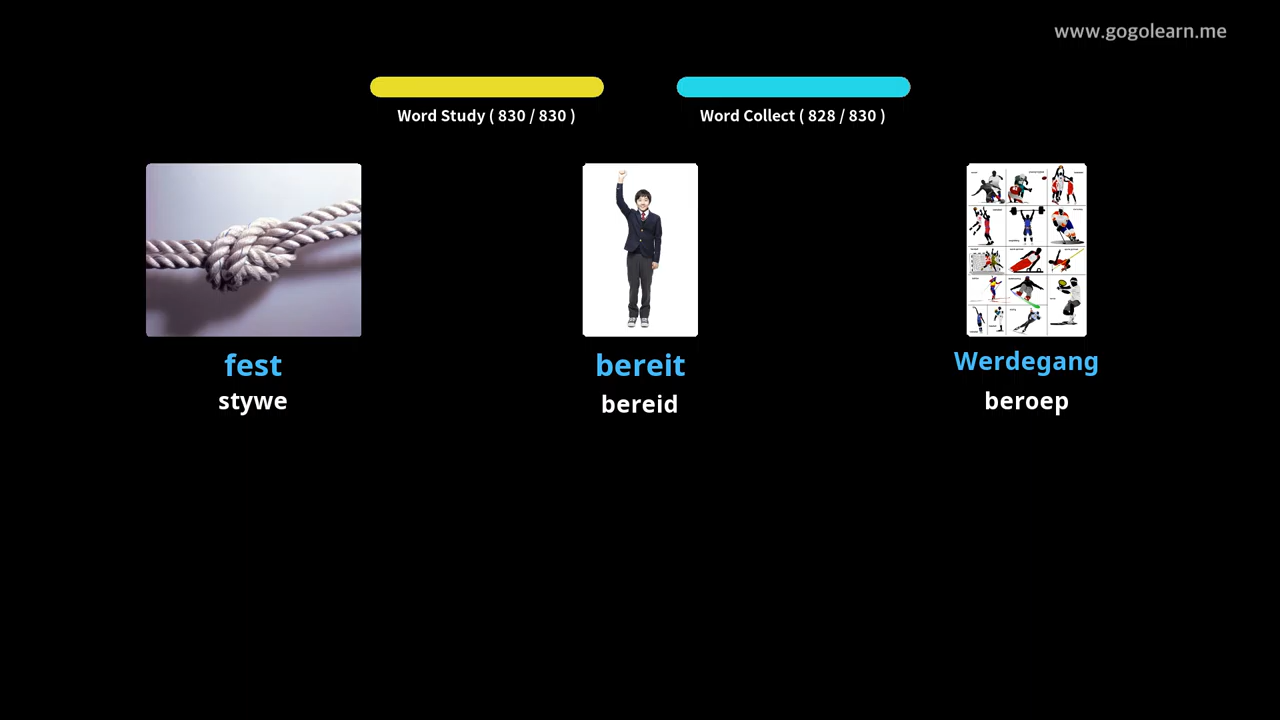 www.gogolearn.me
Word Study ( 830 / 830 )
Word Collect ( 828 / 830 )
fest
stywe
bereit
bereid
Werdegang
beroep